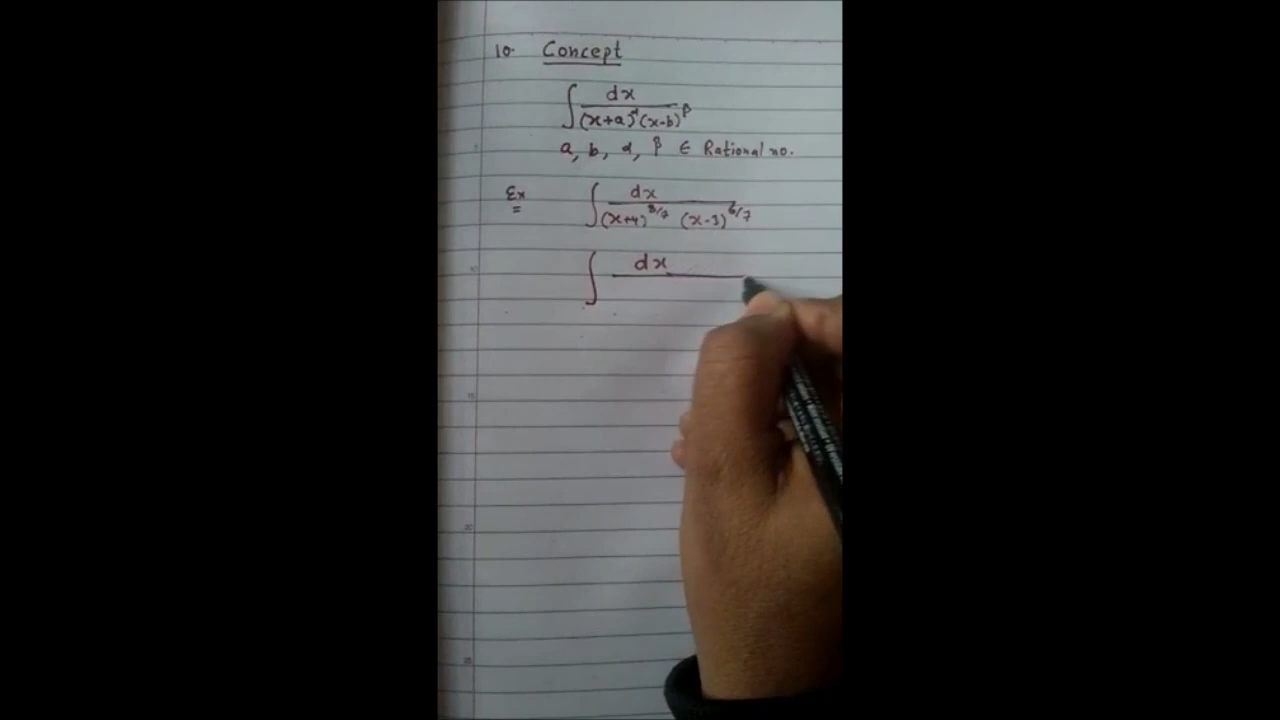 10. Concept
∫ dx / (x+a)^α (x-b)^β
a, b, α, β ∈ Rational no.
Ex ∫ dx / (x+4)^8/7 (x-3)^6/7
∫ dx